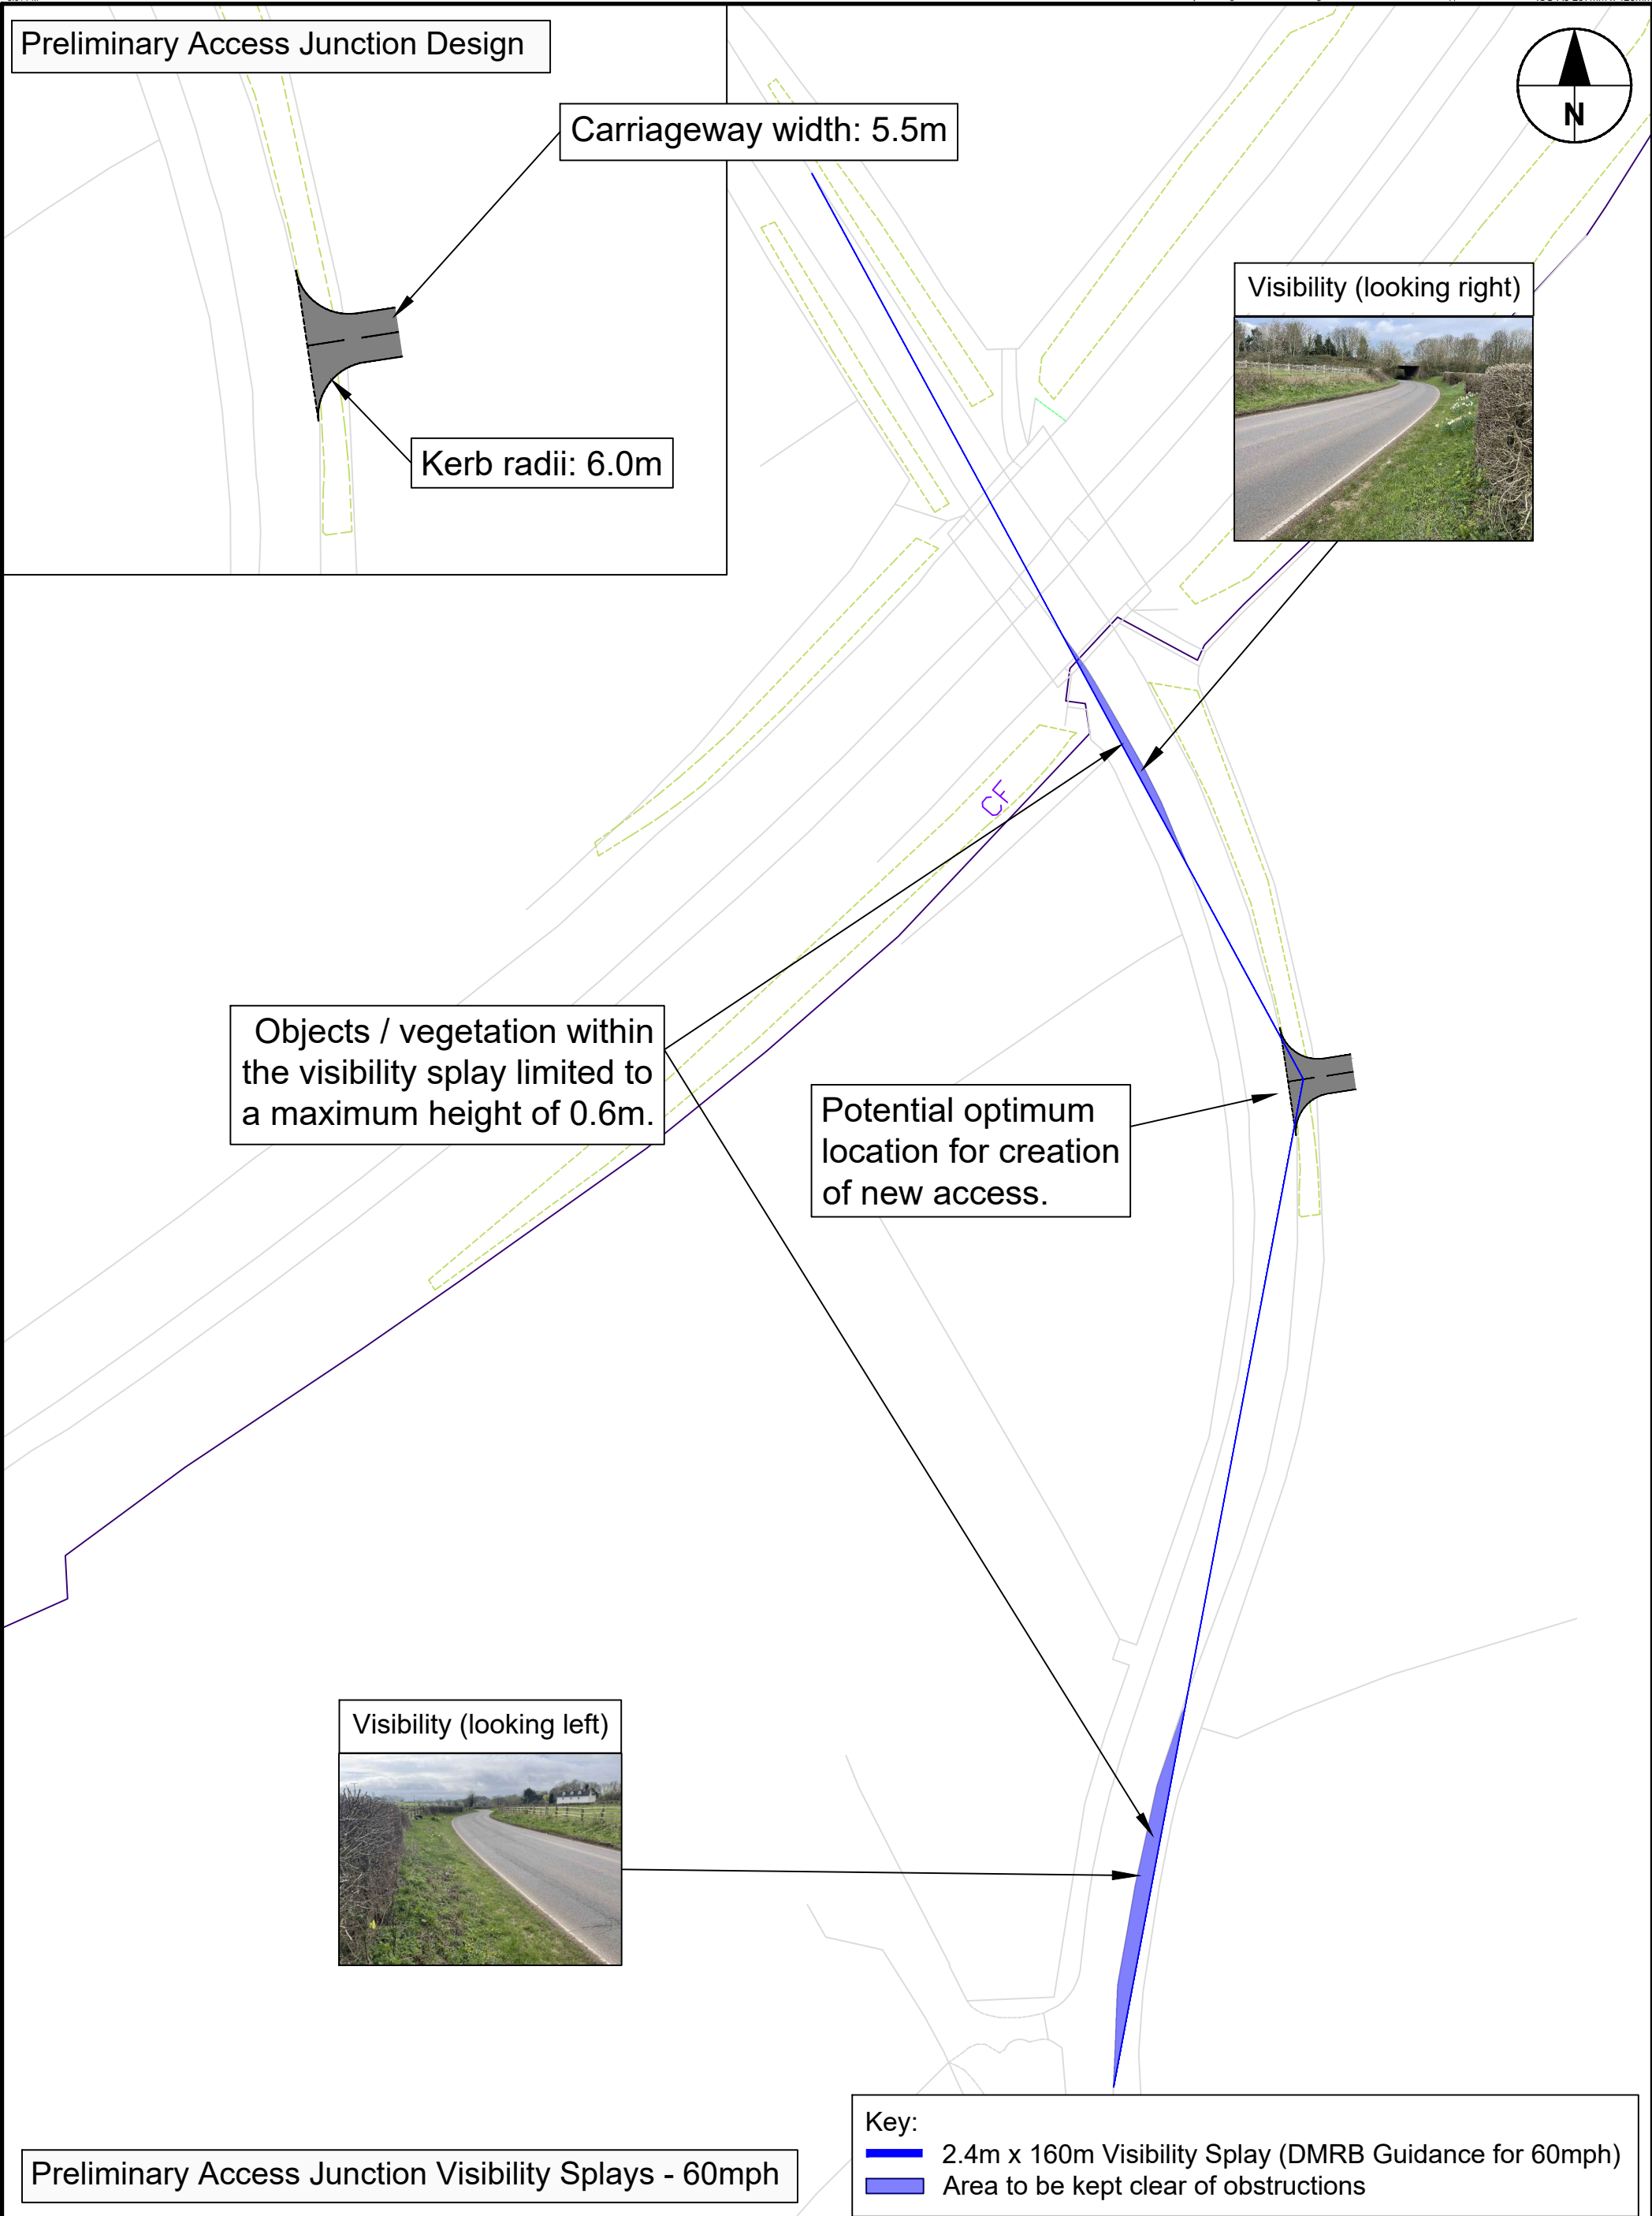 Preliminary Access Junction Design
Carriageway width: 5.5m
N
Visibility (looking right)
Kerb radii: 6.0m
CF
Objects / vegetation within
the visibility splay limited to
a maximum height of 0.6m.
Potential optimum
location for creation
of new access.
Visibility (looking left)
Key:
2.4m x 160m Visibility Splay (DMRB Guidance for 60mph)
Area to be kept clear of obstructions
Preliminary Access Junction Visibility Splays - 60mph